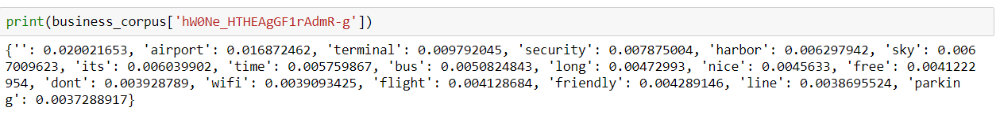 print(business_corpus['hW0Ne_HTHEAgGF1rAdmR-g'])
{'': 0.020021653, 'airport': 0.016872462, 'terminal': 0.009792045, 'security': 0.007875004, 'harbor': 0.006297942, 'sky': 0.006
7009623, 'its': 0.006039902, 'time': 0.005759867, 'bus': 0.0050824843, 'long': 0.00472993, 'nice': 0.0045633, 'free': 0.0041222
954, 'dont': 0.003928789, 'wifi': 0.0039093425, 'flight': 0.004128684, 'friendly': 0.004289146, 'line': 0.0038695524, 'parkin
g': 0.0037288917}